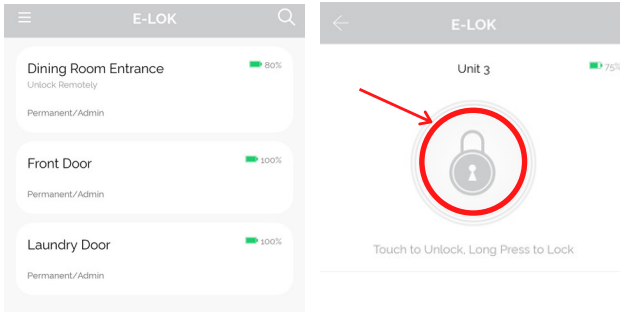 E-LOK
Dining Room Entrance
80%
Unlock Remotely
Permanent/Admin
Front Door
100%
Permanent/Admin
Laundry Door
100%
Permanent/Admin
E-LOK
Unit 3
75%
Touch to Unlock, Long Press to Lock